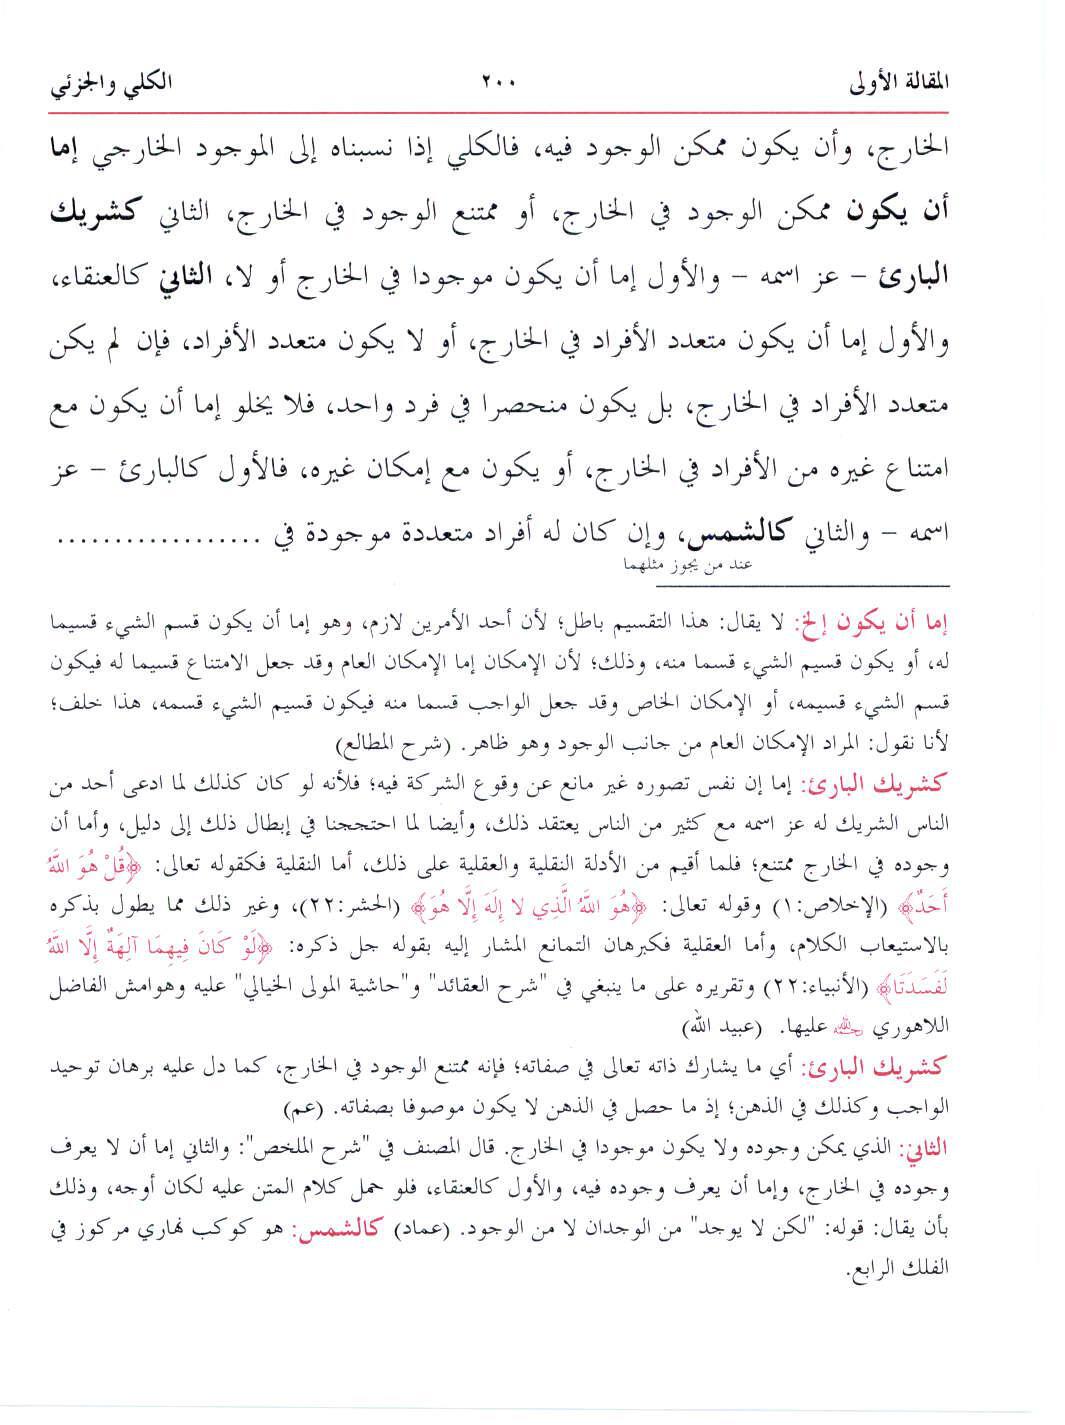 المقالة الأولى ٢٠٠ الكلي والجزئي
الخارج، وأن يكون ممكن الوجود فيه، فالكلي إذا نسبناه إلى الموجود الخارجي إما
أن يكون ممكن الوجود في الخارج، أو ممتنع الوجود في الخارج، الثاني كشريك
البارئ – عز اسمه – والأول إما أن يكون موجودا في الخارج أو لا، الثاني كالعنقاء،
والأول إما أن يكون متعدد الأفراد في الخارج، أو لا يكون متعدد الأفراد، فإن لم يكن
متعدد الأفراد في الخارج، بل يكون منحصرا في فرد واحد، فلا يخلو إما أن يكون مع
امتناع غيره من الأفراد في الخارج، أو يكون مع إمكان غيره، فالأول كالبارئ – عز
اسمه – والثاني كالشمس، وإن كان له أفراد متعددة موجودة في ..................
عند من يجوز مثلهما
إما أن يكون إلخ: لا يقال: هذا التقسيم باطل؛ لأن أحد الأمرين لازم، وهو إما أن يكون قسم الشيء قسيما
له، أو يكون قسيم الشيء قسما منه، وذلك؛ لأن الإمكان إما الإمكان العام وقد جعل الامتناع قسيما له فيكون
قسم الشيء قسيمه، أو الإمكان الخاص وقد جعل الواجب قسما منه فيكون قسيم الشيء قسمه، هذا خلف؛
لأنا نقول: المراد الإمكان العام من جانب الوجود وهو ظاهر. (شرح المطالع)
كشريك البارئ: إما إن نفس تصوره غير مانع عن وقوع الشركة فيه؛ فلأنه لو كان كذلك لما ادعى أحد من
الناس الشريك له عز اسمه مع كثير من الناس يعتقد ذلك، وأيضا لما احتججنا في إبطال ذلك إلى دليل، وأما أن
وجوده في الخارج ممتنع؛ فلما أقيم من الأدلة النقلية والعقلية على ذلك، أما النقلية فكقوله تعالى: ﴿قُلْ هُوَ اللَّهُ
أَحَدٌ﴾ (الإخلاص:١) وقوله تعالى: ﴿هُوَ اللَّهُ الَّذِي لا إِلَهَ إِلَّا هُوَ﴾ (الحشر:٢٢)، وغير ذلك مما يطول بذكره
بالاستيعاب الكلام، وأما العقلية فكبرهان التمانع المشار إليه بقوله جل ذكره: ﴿لَوْ كَانَ فِيهِمَا آلِهَةٌ إِلَّا اللَّهُ
لَفَسَدَتَا﴾ (الأنبياء:٢٢) وتقريره على ما ينبغي في "شرح العقائد" و"حاشية المولى الخيالي" عليه وهوامش الفاضل
اللاهوري رحمه الله عليها. (عبيد الله)
كشريك البارئ: أي ما يشارك ذاته تعالى في صفاته؛ فإنه ممتنع الوجود في الخارج، كما دل عليه برهان توحيد
الواجب وكذلك في الذهن؛ إذ ما حصل في الذهن لا يكون موصوفا بصفاته. (عم)
الثاني: الذي يمكن وجوده ولا يكون موجودا في الخارج. قال المصنف في "شرح الملخص": والثاني إما أن لا يعرف
وجوده في الخارج، وإما أن يعرف وجوده فيه، والأول كالعنقاء، فلو حمل كلام المتن عليه لكان أوجه، وذلك
بأن يقال: قوله: "لكن لا يوجد" من الوجدان لا من الوجود. (عماد) كالشمس: هو كوكب نهاري مركوز في
الفلك الرابع.